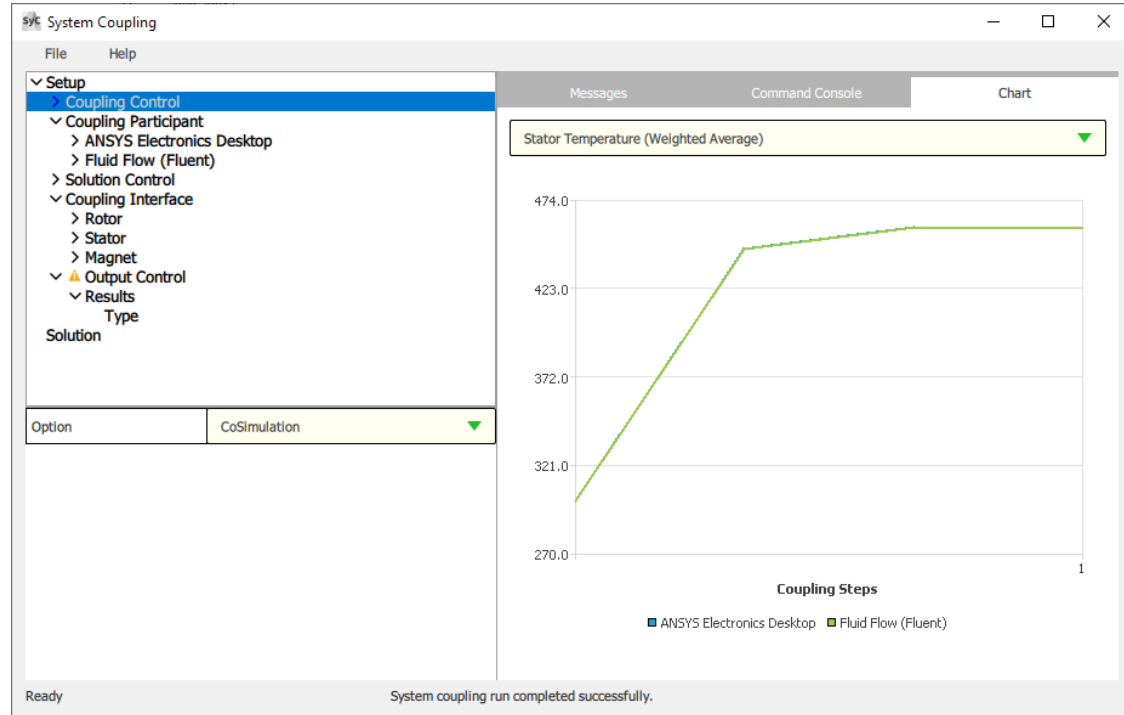 SyC System Coupling
File Help
Setup
Coupling Control
Coupling Participant
ANSYS Electronics Desktop
Fluid Flow (Fluent)
Solution Control
Coupling Interface
Rotor
Stator
Magnet
Output Control
Results
Type
Solution
Option CoSimulation
Messages Command Console Chart
Stator Temperature (Weighted Average)
474.0
423.0
372.0
321.0
270.0
1
Coupling Steps
ANSYS Electronics Desktop Fluid Flow (Fluent)
Ready System coupling run completed successfully.